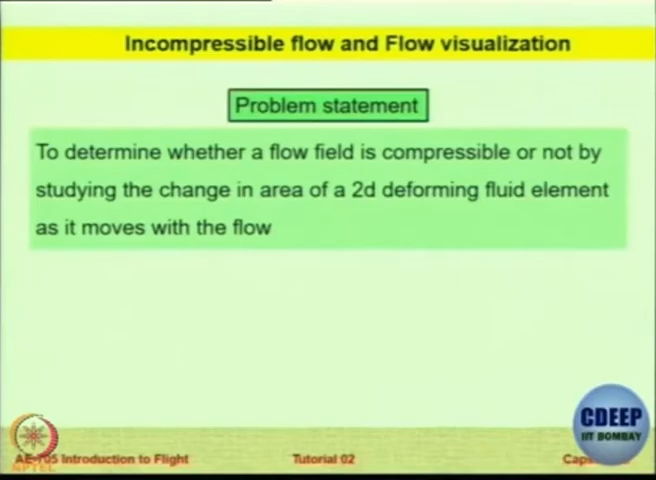 Incompressible flow and Flow visualization
Problem statement
To determine whether a flow field is compressible or not by
studying the change in area of a 2d deforming fluid element
as it moves with the flow
CDEEP
IIT BOMBAY
Introduction to Flight
Tutorial 02
NPTEL